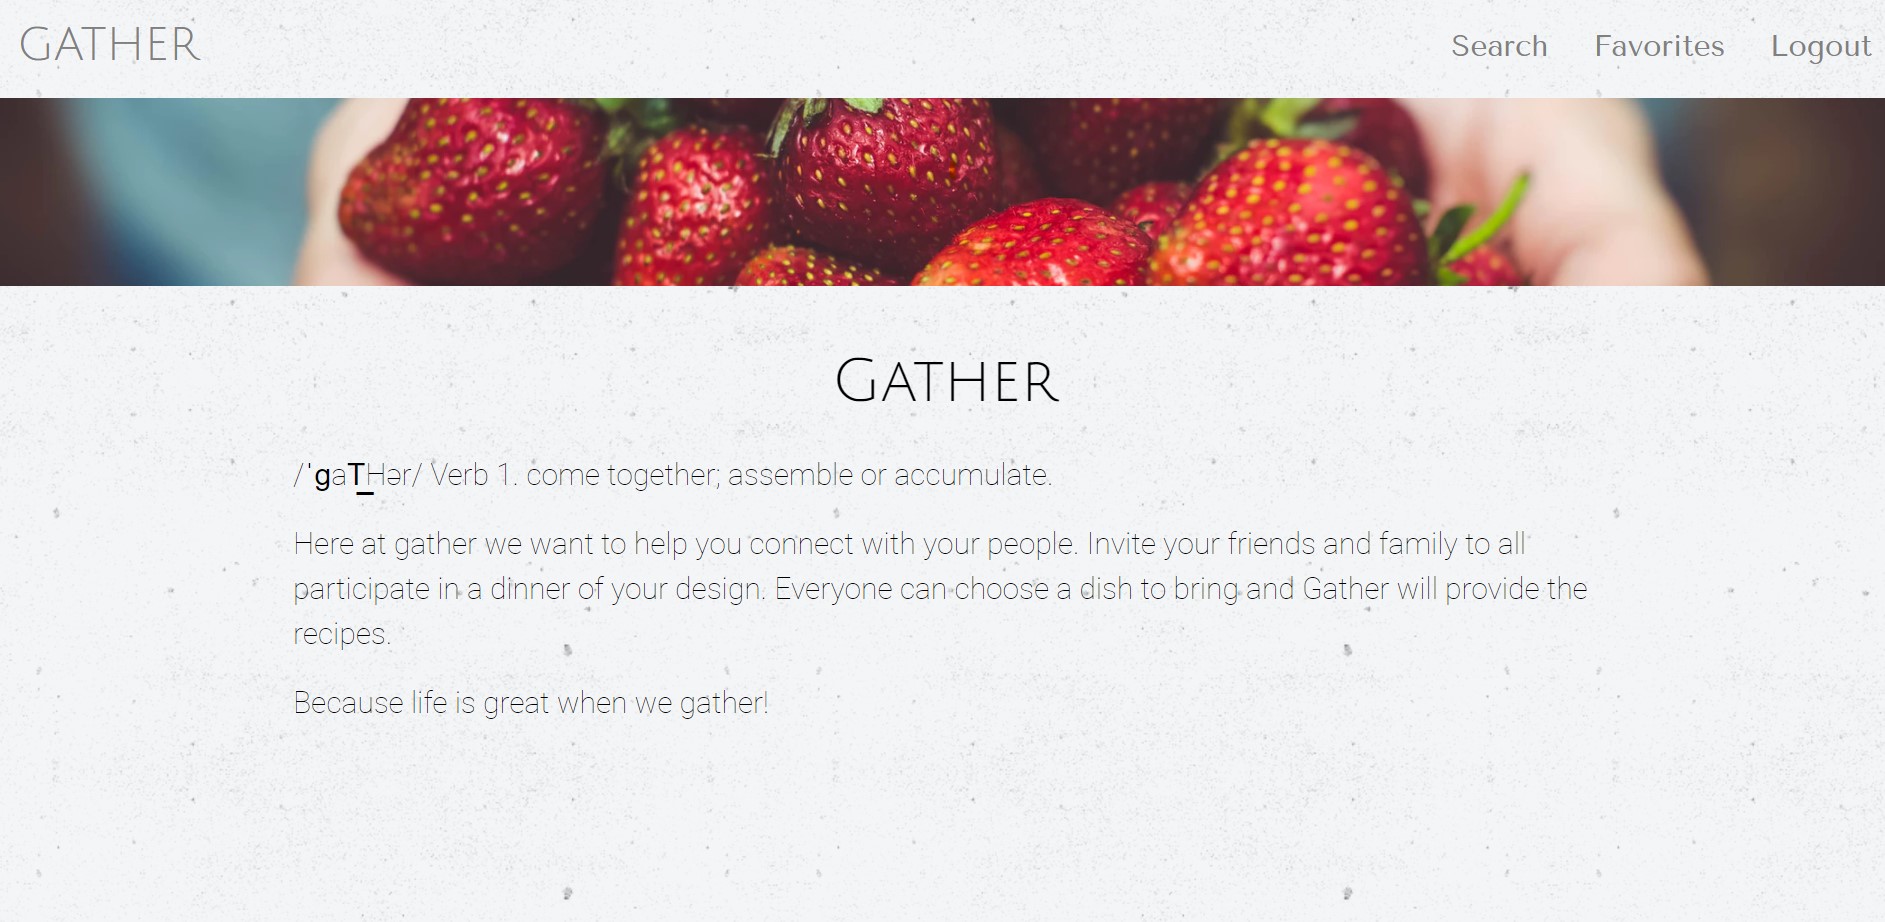 GATHER
Search Favorites Logout
GATHER
/ˈɡaT͟Hər/ Verb 1. come together; assemble or accumulate.
Here at gather we want to help you connect with your people. Invite your friends and family to all
participate in a dinner of your design. Everyone can choose a dish to bring and Gather will provide the
recipes.
Because life is great when we gather!